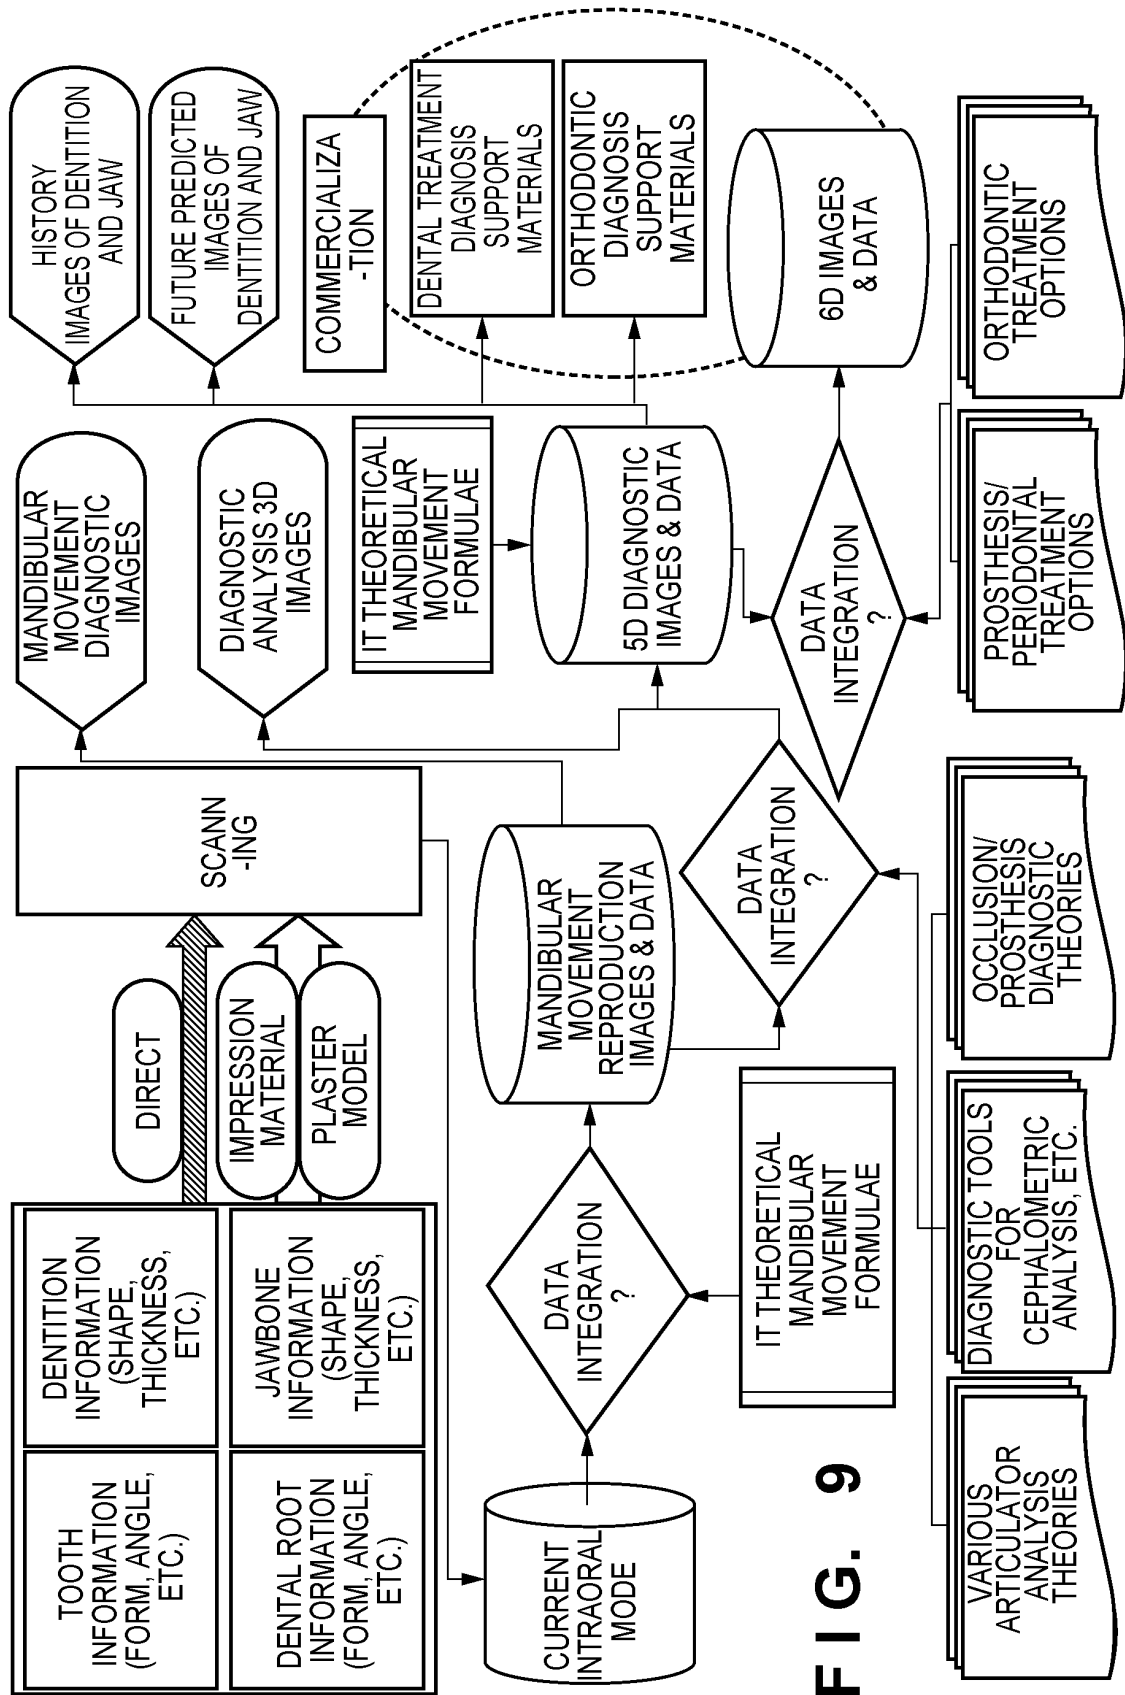 TOOTH
INFORMATION
(FORM, ANGLE,
ETC.)
DENTITION
INFORMATION
(SHAPE,
THICKNESS,
ETC.)
DENTAL ROOT
INFORMATION
(FORM, ANGLE,
ETC.)
JAWBONE
INFORMATION
(SHAPE,
THICKNESS,
ETC.)
DIRECT
IMPRESSION
MATERIAL
PLASTER
MODEL
SCANN
-ING
MANDIBULAR
MOVEMENT
DIAGNOSTIC
IMAGES
DIAGNOSTIC
ANALYSIS 3D
IMAGES
HISTORY
IMAGES OF DENTITION
AND JAW
FUTURE PREDICTED
IMAGES OF
DENTITION AND JAW
COMMERCIALIZA
-TION
DENTAL TREATMENT
DIAGNOSIS
SUPPORT
MATERIALS
ORTHODONTIC
DIAGNOSIS
SUPPORT
MATERIALS
IT THEORETICAL
MANDIBULAR
MOVEMENT
FORMULAE
CURRENT
INTRAORAL
MODE
DATA
INTEGRATION
?
MANDIBULAR
MOVEMENT
REPRODUCTION
IMAGES & DATA
5D DIAGNOSTIC
IMAGES & DATA
IT THEORETICAL
MANDIBULAR
MOVEMENT
FORMULAE
DATA
INTEGRATION
?
DATA
INTEGRATION
?
6D IMAGES
& DATA
FIG. 9
VARIOUS
ARTICULATOR
ANALYSIS
THEORIES
DIAGNOSTIC TOOLS
FOR
CEPHALOMETRIC
ANALYSIS, ETC.
OCCLUSION/
PROSTHESIS
DIAGNOSTIC
THEORIES
PROSTHESIS/
PERIODONTAL
TREATMENT
OPTIONS
ORTHODONTIC
TREATMENT
OPTIONS